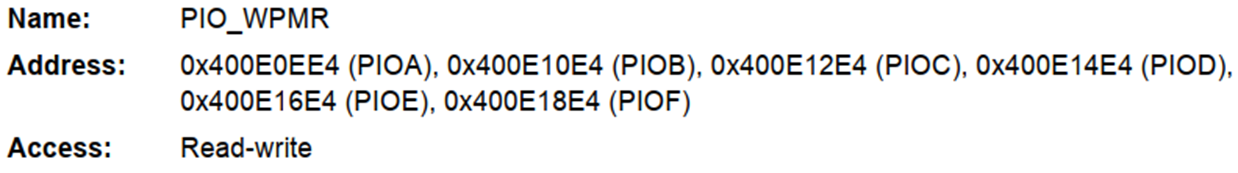 Name: PIO_WPMR
Address: 0x400E0EE4 (PIOA), 0x400E10E4 (PIOB), 0x400E12E4 (PIOC), 0x400E14E4 (PIOD),
0x400E16E4 (PIOE), 0x400E18E4 (PIOF)
Access: Read-write